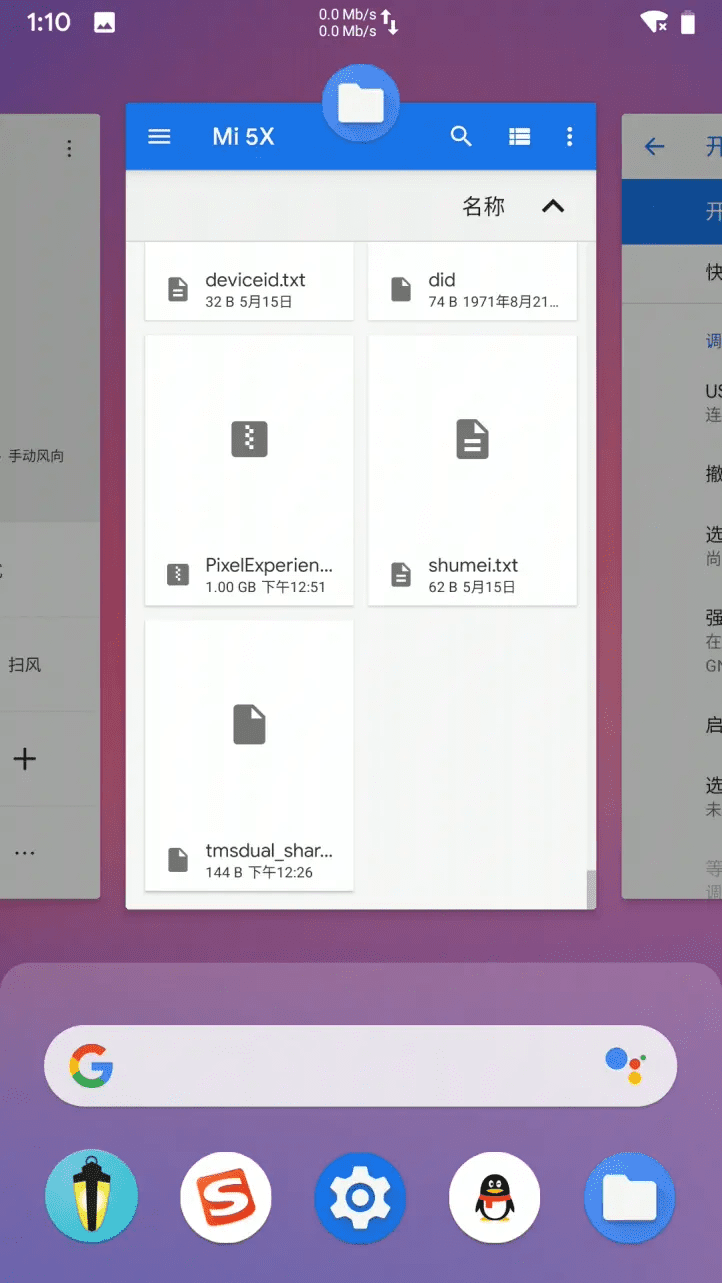 1:10
0.0 Mb/s
0.0 Mb/s
Mi 5X
名称
deviceid.txt
32 B 5月15日
did
74 B 1971年8月21...
PixelExperien...
1.00 GB 下午12:51
shumei.txt
62 B 5月15日
tmsdual_shar...
144 B 下午12:26
手动风向
扫风
...
开
开
快
调
US
连
撤
选
尚
强
在
GN
启
选
未
等
调